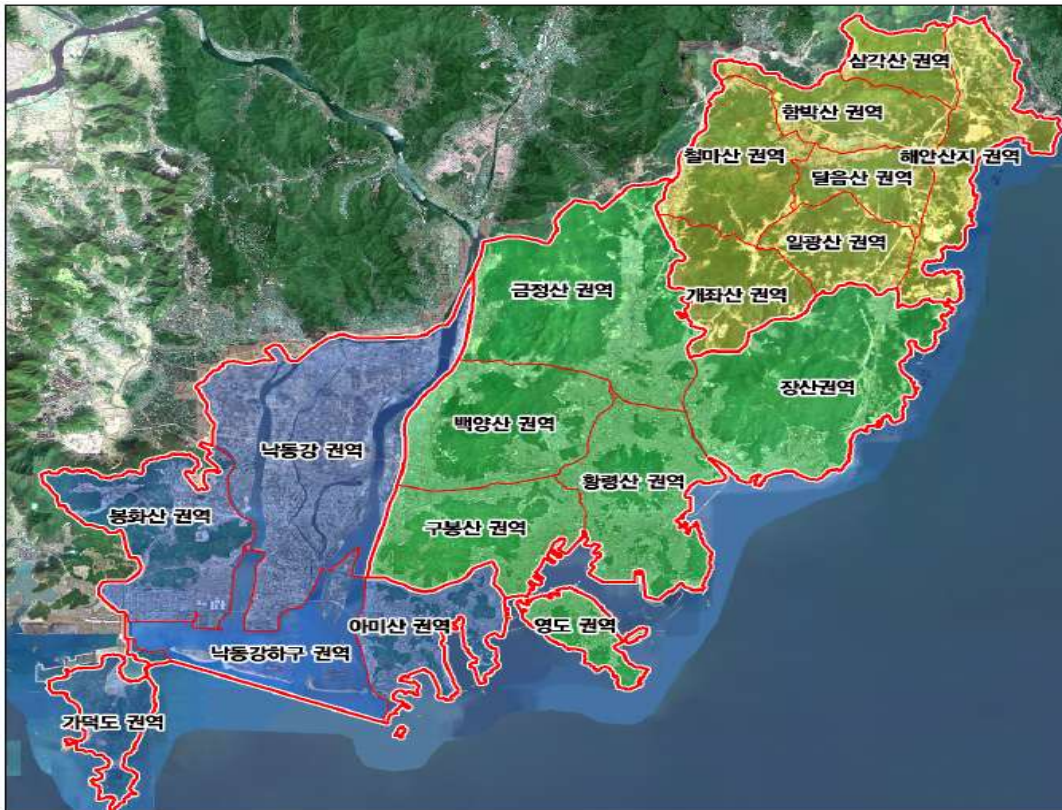 삼각산 권역
함박산 권역
철마산 권역
해안산지 권역
달음산 권역
일광산 권역
금정산 권역
개좌산 권역
장산권역
백양산 권역
낙동강 권역
황령산 권역
봉화산 권역
구봉산 권역
아미산 권역
영도 권역
낙동강하구 권역
가덕도 권역